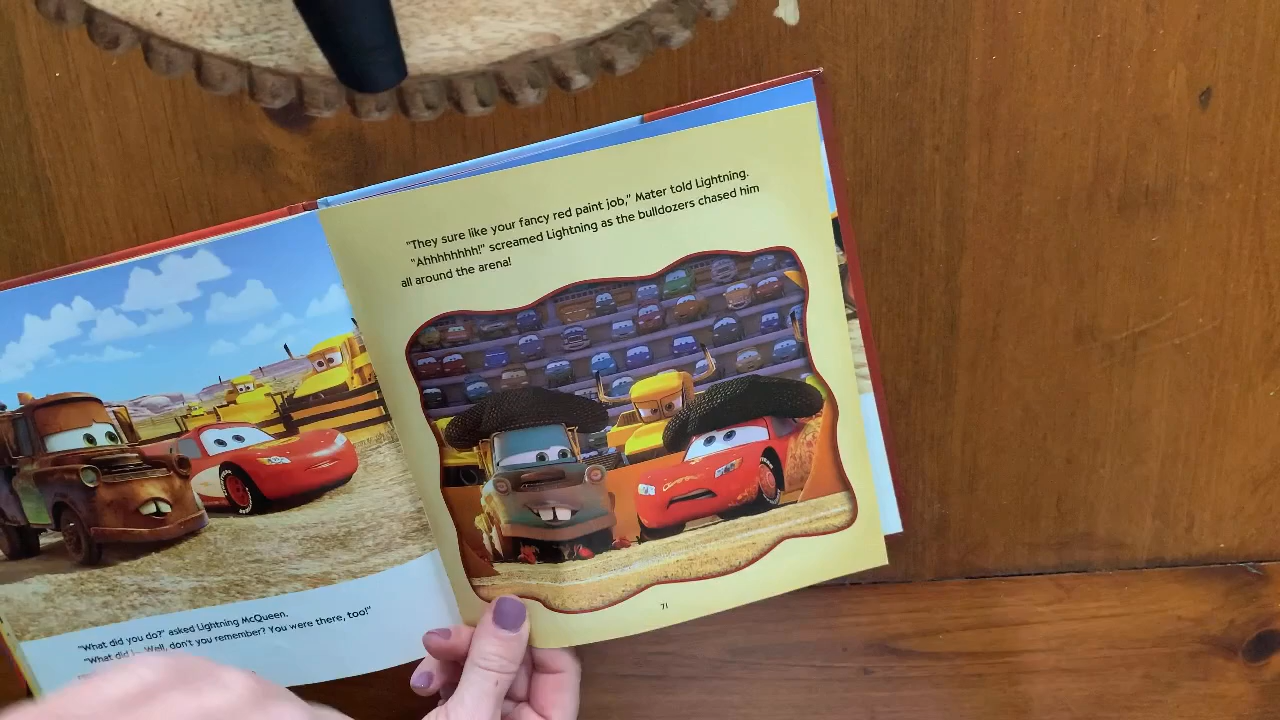 "What did you do?" asked Lightning McQueen.
"What did I— Well, don't you remember? You were there, too!"
"They sure like your fancy red paint job," Mater told Lightning.
"Ahhhhhhhh!" screamed Lightning as the bulldozers chased him
all around the arena!
71